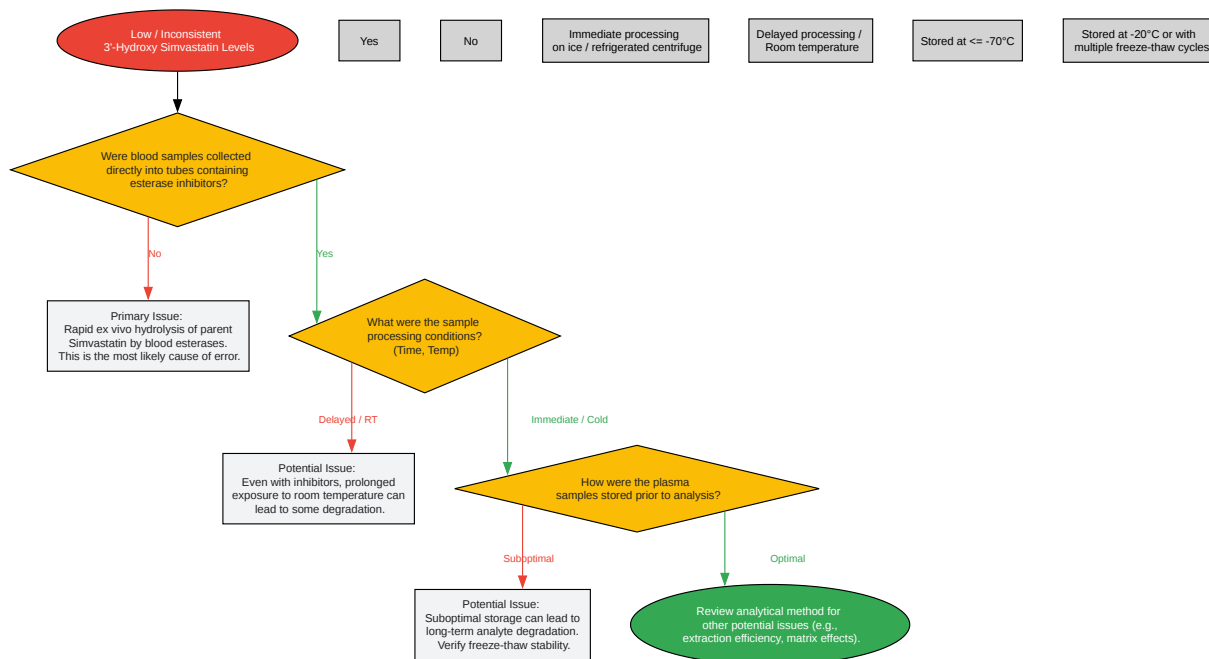 Low / Inconsistent
3'-Hydroxy Simvastatin Levels
Yes
No
Immediate processing
on ice / refrigerated centrifuge
Delayed processing /
Room temperature
Stored at <= -70°C
Stored at -20°C or with
multiple freeze-thaw cycles
Were blood samples collected
directly into tubes containing
esterase inhibitors?
No
Yes
Primary Issue:
Rapid ex vivo hydrolysis of parent
Simvastatin by blood esterases.
This is the most likely cause of error.
What were the sample
processing conditions?
(Time, Temp)
Delayed / RT
Immediate / Cold
Potential Issue:
Even with inhibitors, prolonged
exposure to room temperature can
lead to some degradation.
How were the plasma
samples stored prior to analysis?
Suboptimal
Optimal
Potential Issue:
Suboptimal storage can lead to
long-term analyte degradation.
Verify freeze-thaw stability.
Review analytical method for
other potential issues (e.g.,
extraction efficiency, matrix effects).